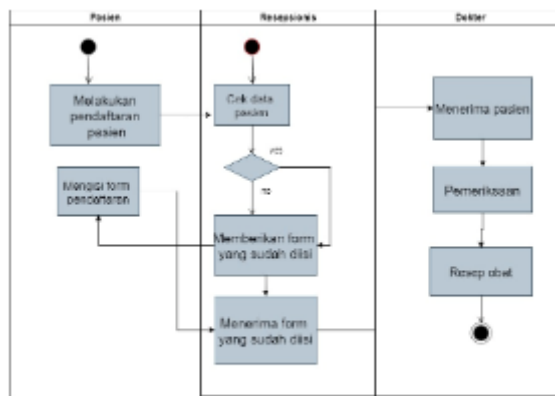 Pasien
Resepsionis
Dokter
Melakukan
pendaftaran
pasien
Cek data
pasien
yes
no
Mengisi form
pendaftaran
Memberikan form
yang sudah diisi
Menerima form
yang sudah diisi
Menerima pasien
Pemeriksaan
Resep obat